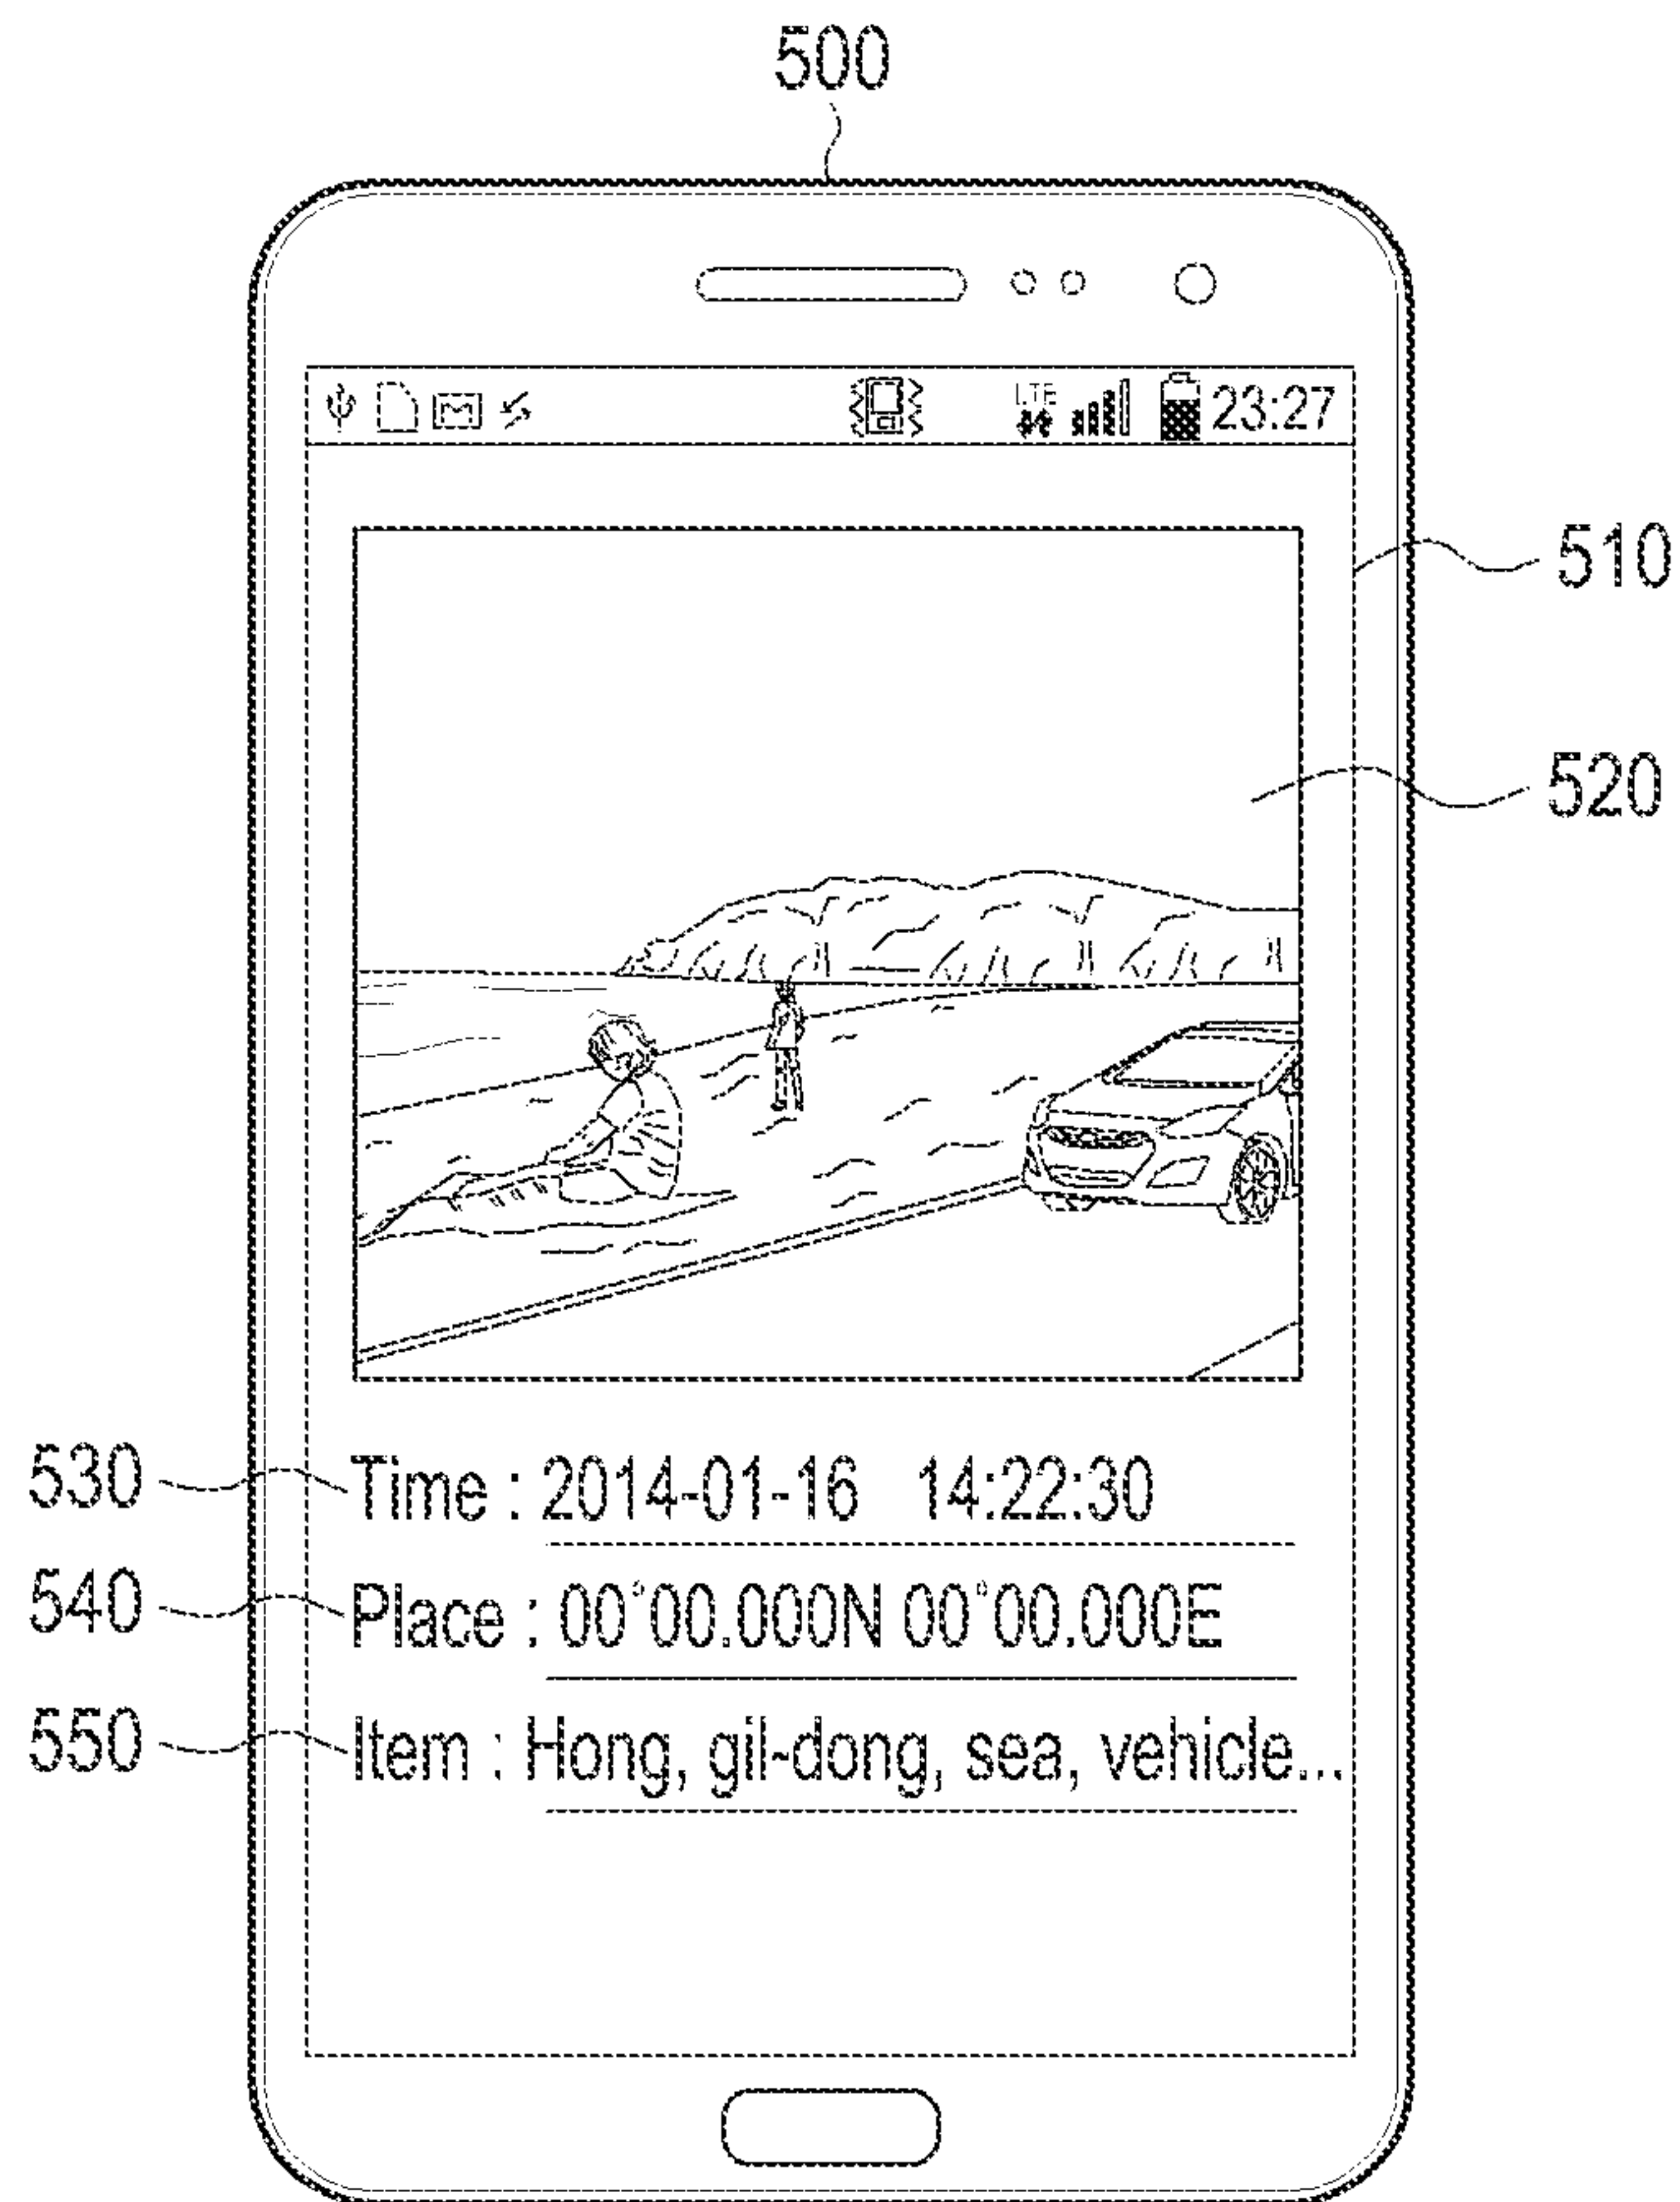 500
LTE 23:27
510
520
530 Time : 2014-01-16 14:22:30
540 Place : 00°00.000N 00°00.000E
550 Item : Hong, gil-dong, sea, vehicle...